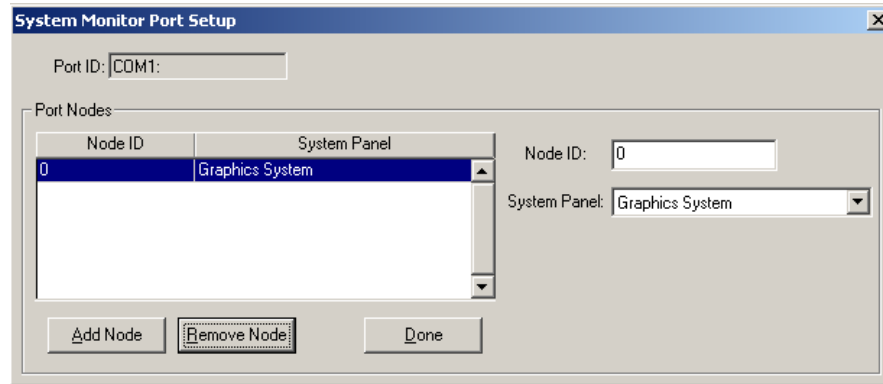 System Monitor Port Setup
Port ID: COM1:
Port Nodes
Node ID System Panel
0 Graphics System
Node ID: 0
System Panel: Graphics System
Add Node Remove Node Done